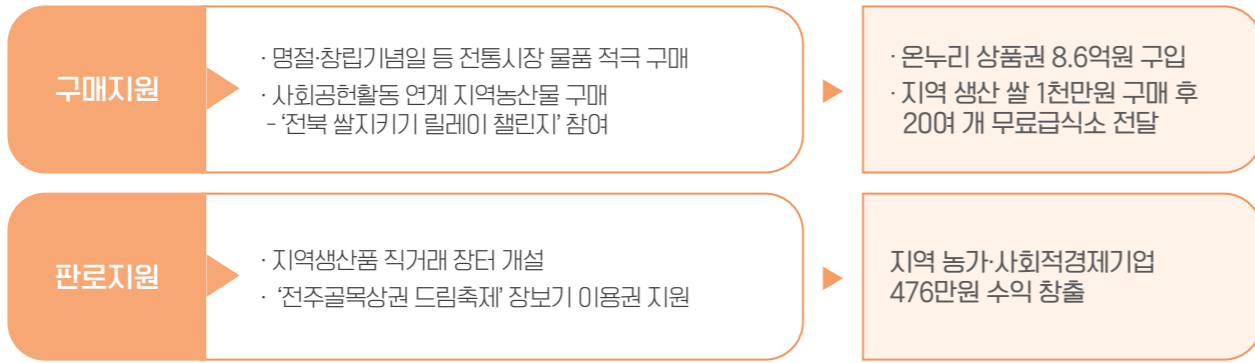 구매지원
· 명절·창립기념일 등 전통시장 물품 적극 구매
· 사회공헌활동 연계 지역농산물 구매
- ‘전북 쌀지키기 릴레이 챌린지’ 참여
· 온누리 상품권 8.6억원 구입
· 지역 생산 쌀 1천만원 구매 후
20여 개 무료급식소 전달
판로지원
· 지역생산품 직거래 장터 개설
· ‘전주골목상권 드림축제’ 장보기 이용권 지원
지역 농가·사회적경제기업
476만원 수익 창출